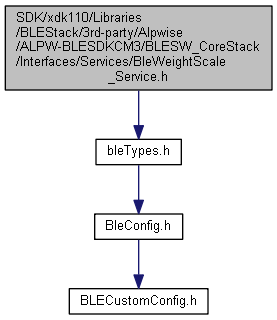 SDK/xdk110/Libraries
/BLEStack/3rd-party/Alpwise
/ALPW-BLESDKCM3/BLESW_CoreStack
/Interfaces/Services/BleWeightScale
_Service.h
bleTypes.h
BleConfig.h
BLECustomConfig.h